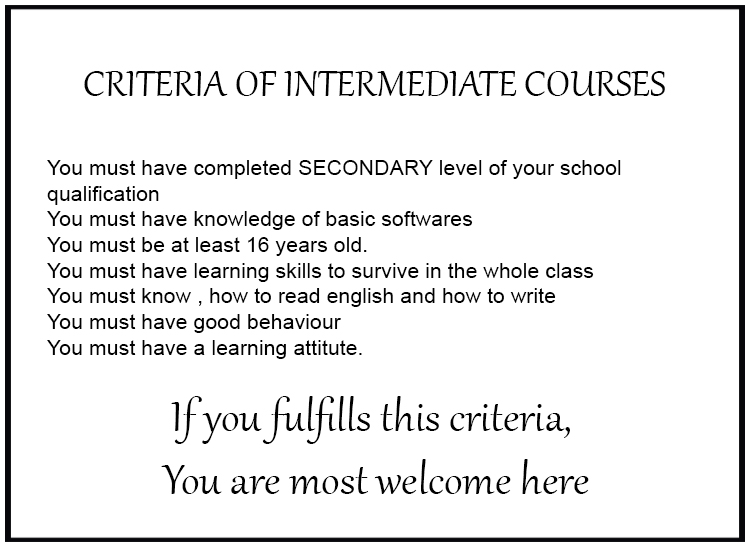 CRITERIA OF INTERMEDIATE COURSES
You must have completed SECONDARY level of your school
qualification
You must have knowledge of basic softwares
You must be at least 16 years old.
You must have learning skills to survive in the whole class
You must know , how to read english and how to write
You must have good behaviour
You must have a learning attitute.
If you fulfills this criteria,
You are most welcome here